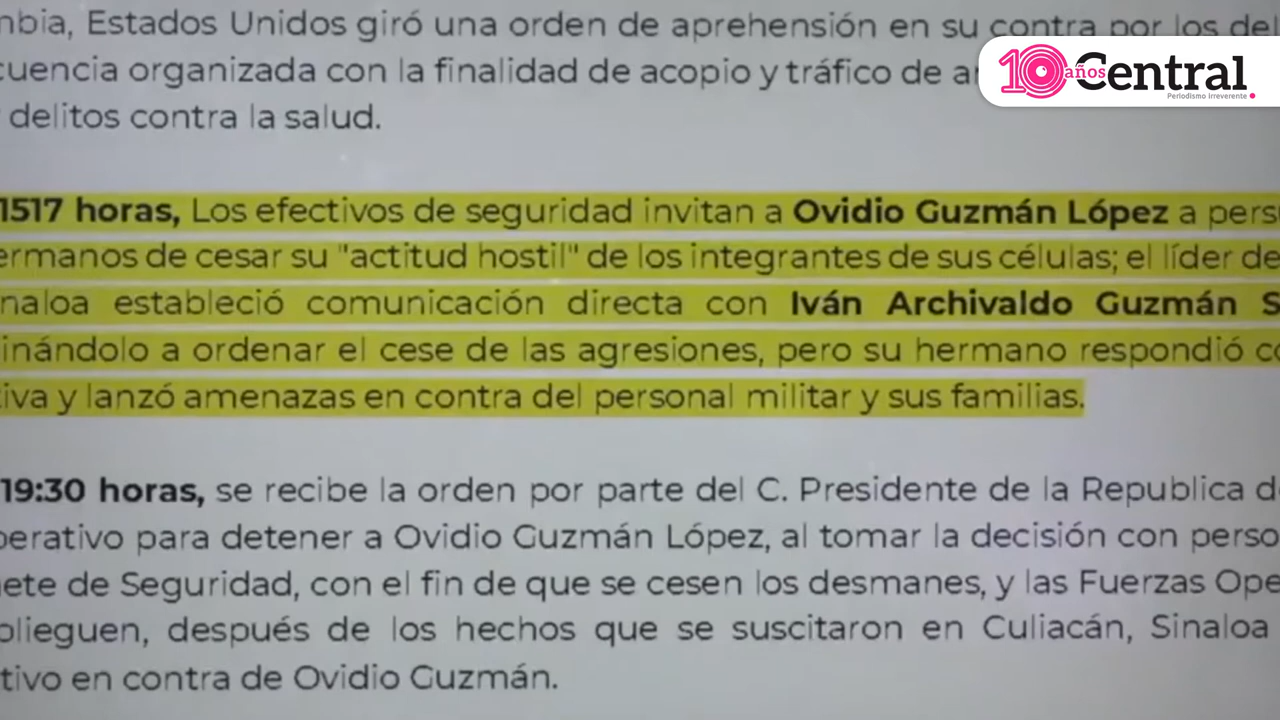 nbia, Estados Unidos giró una orden de aprehensión en su contra por los del
cuencia organizada con la finalidad de acopio y tráfico de a
delitos contra la salud.
10 años Central
Periodismo Irreverente
1517 horas, Los efectivos de seguridad invitan a Ovidio Guzmán López a pers
ermanos de cesar su "actitud hostil" de los integrantes de sus células; el líder de
naloa estableció comunicación directa con Iván Archivaldo Guzmán S
inándolo a ordenar el cese de las agresiones, pero su hermano respondió co
iva y lanzó amenazas en contra del personal militar y sus familias.
19:30 horas, se recibe la orden por parte del C. Presidente de la Republica d
perativo para detener a Ovidio Guzmán López, al tomar la decisión con perso
ete de Seguridad, con el fin de que se cesen los desmanes, y las Fuerzas Ope
plieguen, después de los hechos que se suscitaron en Culiacán, Sinaloa
tivo en contra de Ovidio Guzmán.